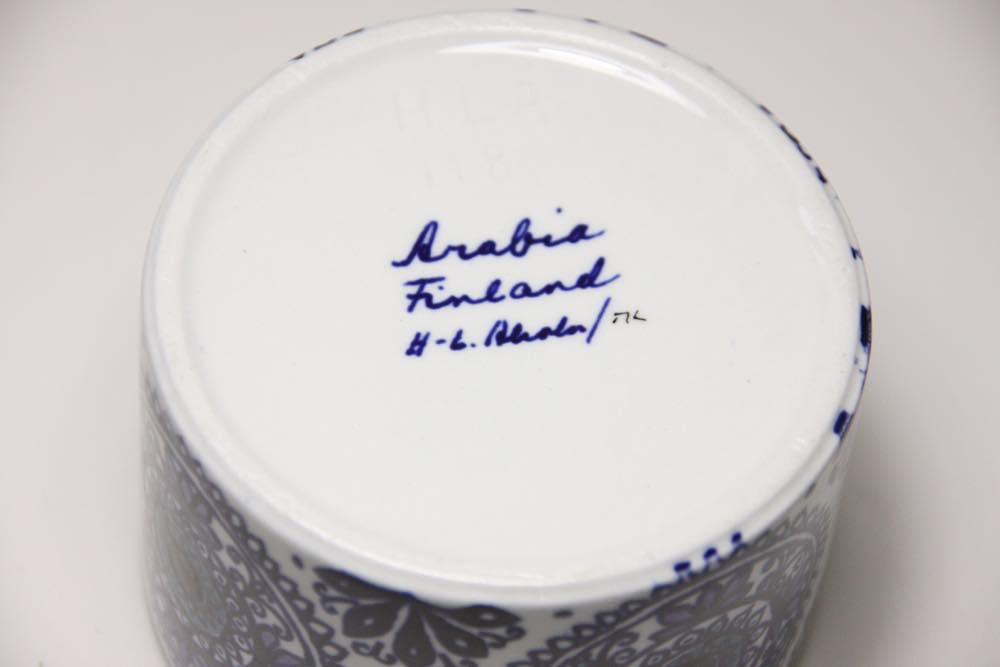 Arabia
Finland
H-L. Ahola/